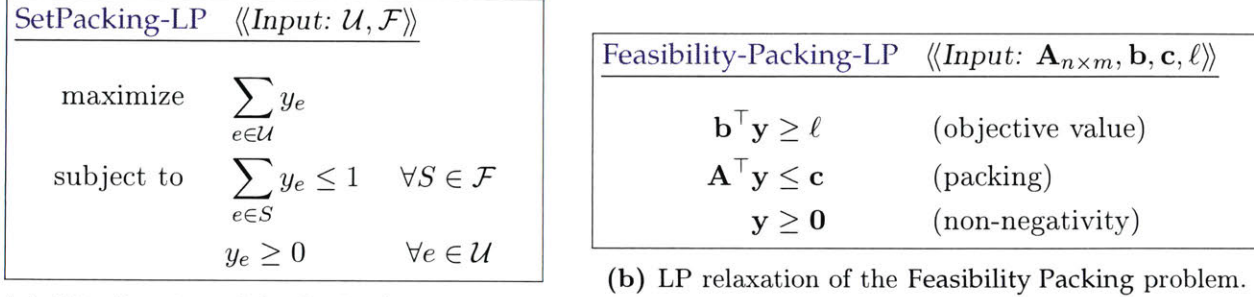 SetPacking-LP ⟪Input: 𝒰, ℱ⟫
maximize ∑_{e∈𝒰} y_e
subject to ∑_{e∈S} y_e ≤ 1 ∀S ∈ ℱ
y_e ≥ 0 ∀e ∈ 𝒰
Feasibility-Packing-LP ⟪Input: A_{n×m}, b, c, ℓ⟫
b^⊤y ≥ ℓ (objective value)
A^⊤y ≤ c (packing)
y ≥ 0 (non-negativity)
(b) LP relaxation of the Feasibility Packing problem.